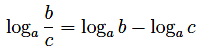 log_a b/c = log_a b − log_a c